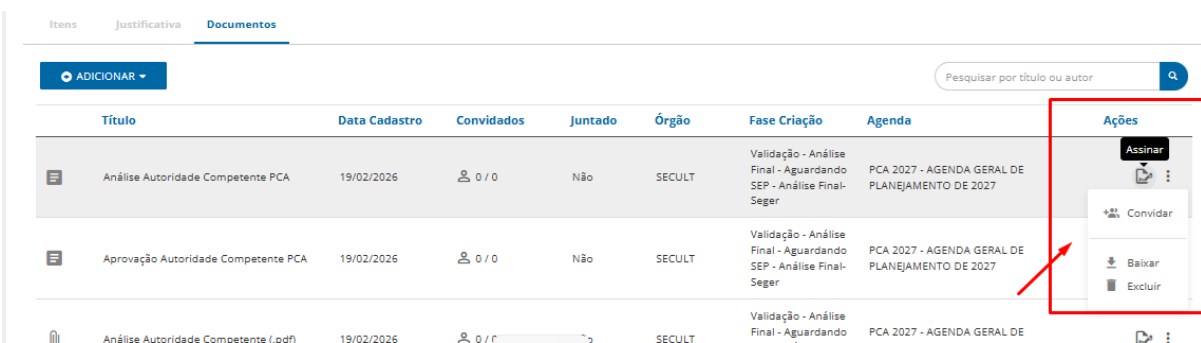 Itens Justificativa Documentos
ADICIONAR
Pesquisar por título ou autor
Título Data Cadastro Convidados Juntado Órgão Fase Criação Agenda Ações
Assinar
Análise Autoridade Competente PCA 19/02/2026 0 / 0 Não SECULT
Validação - Análise
Final - Aguardando
SEP - Análise Final-
Seger
PCA 2027 - AGENDA GERAL DE
PLANEJAMENTO DE 2027
Convidar
Baixar
Excluir
Aprovação Autoridade Competente PCA 19/02/2026 0 / 0 Não SECULT
Validação - Análise
Final - Aguardando
SEP - Análise Final-
Seger
PCA 2027 - AGENDA GERAL DE
PLANEJAMENTO DE 2027
Análise Autoridade Competente (.pdf) 19/02/2026 0 / SECULT
Validação - Análise
Final - Aguardando
PCA 2027 - AGENDA GERAL DE